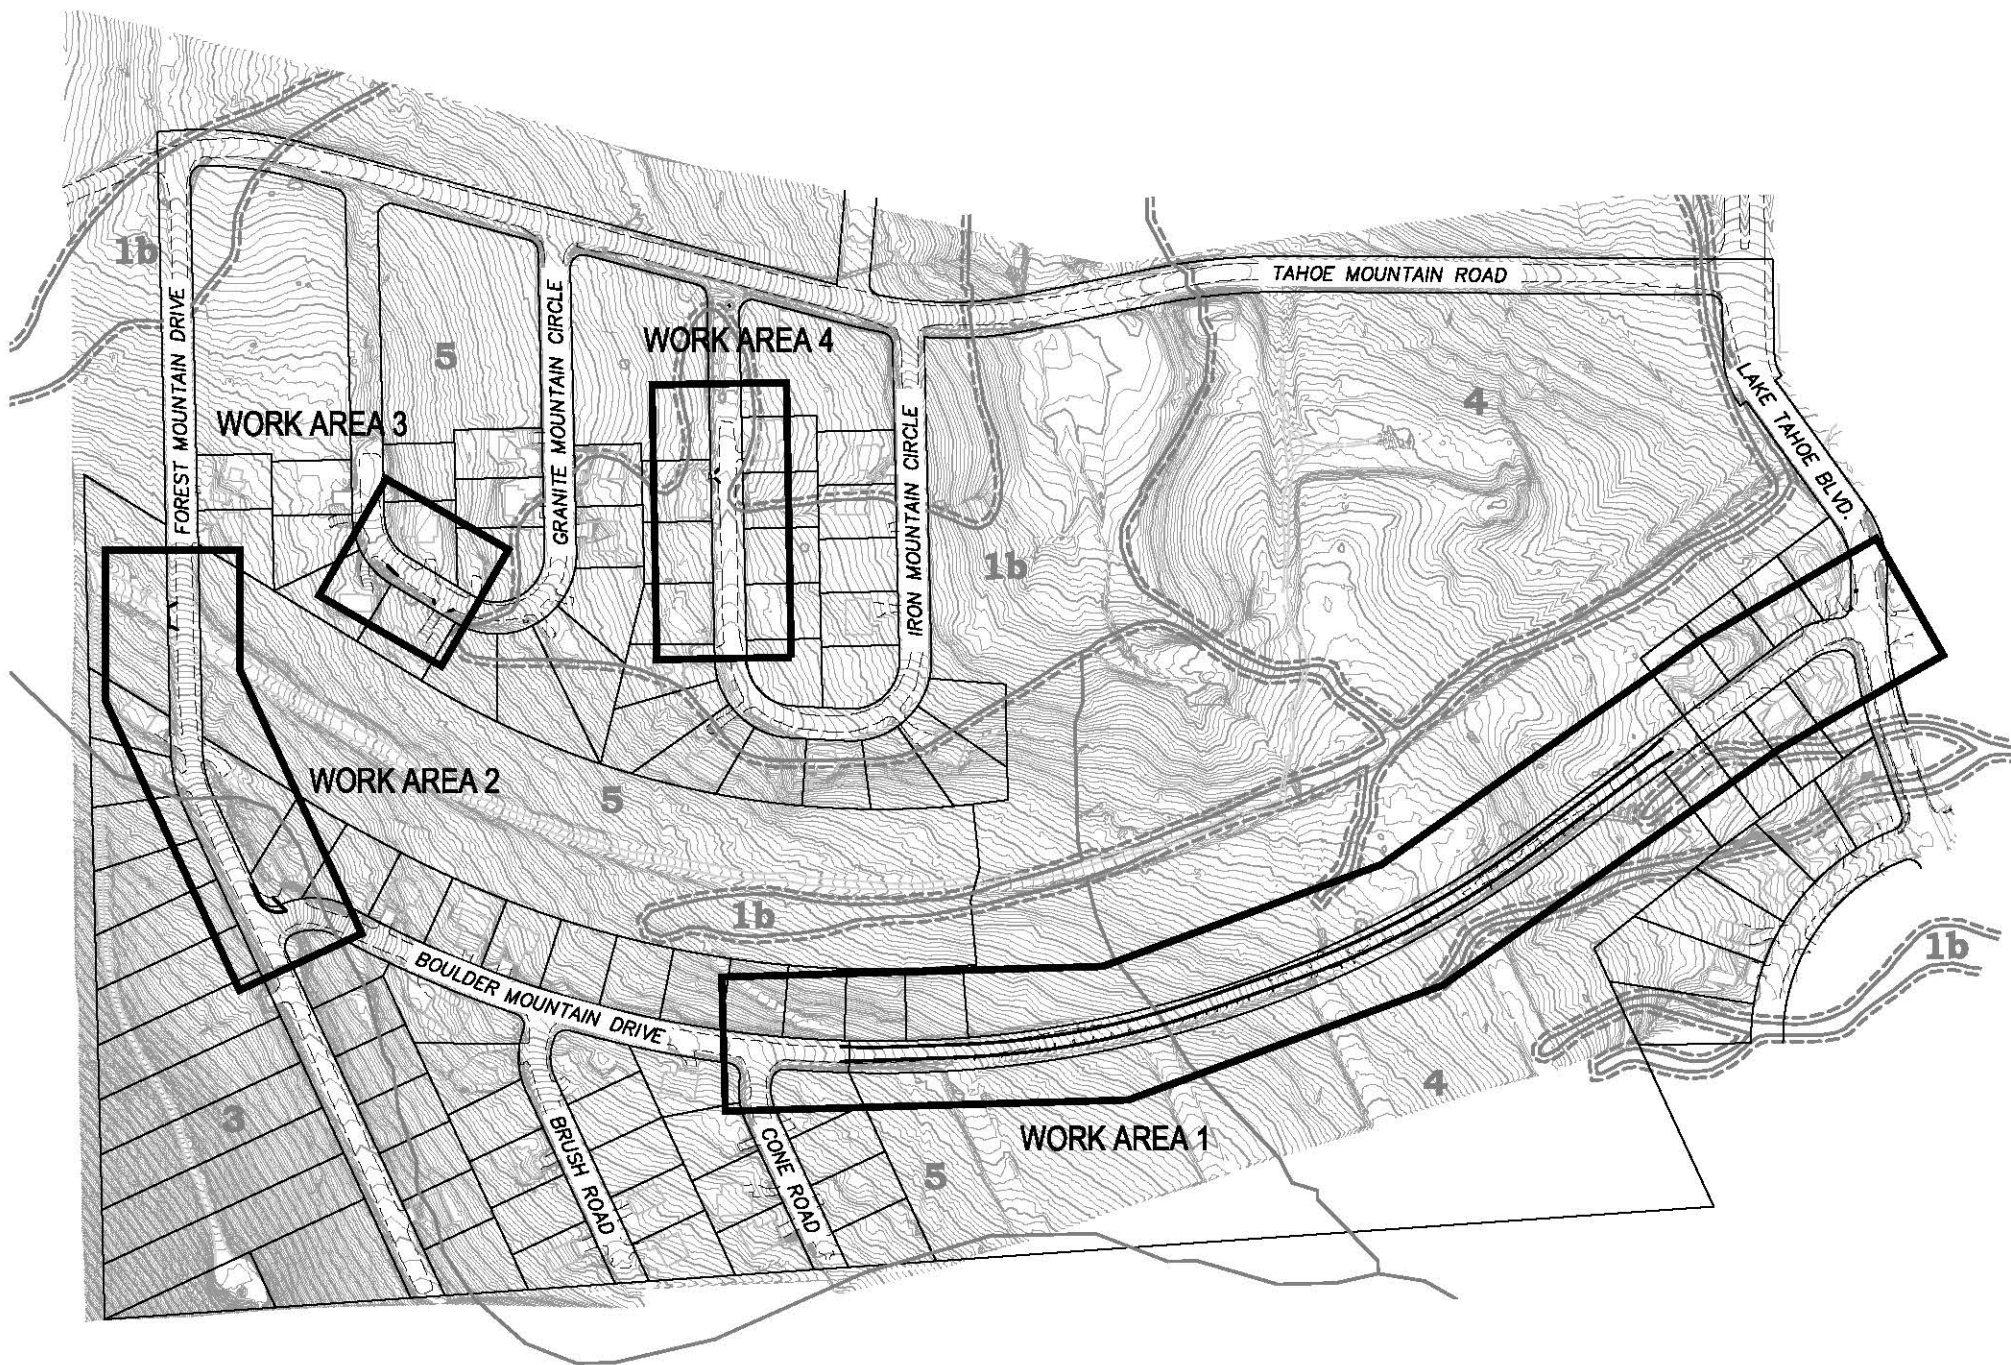 1b
TAHOE MOUNTAIN ROAD
FOREST MOUNTAIN DRIVE
GRANITE MOUNTAIN CIRCLE
WORK AREA 4
5
4
LAKE TAHOE BLVD.
WORK AREA 3
IRON MOUNTAIN CIRCLE
1b
WORK AREA 2
5
1b
1b
BOULDER MOUNTAIN DRIVE
4
3
WORK AREA 1
BRUSH ROAD
CONE ROAD
5